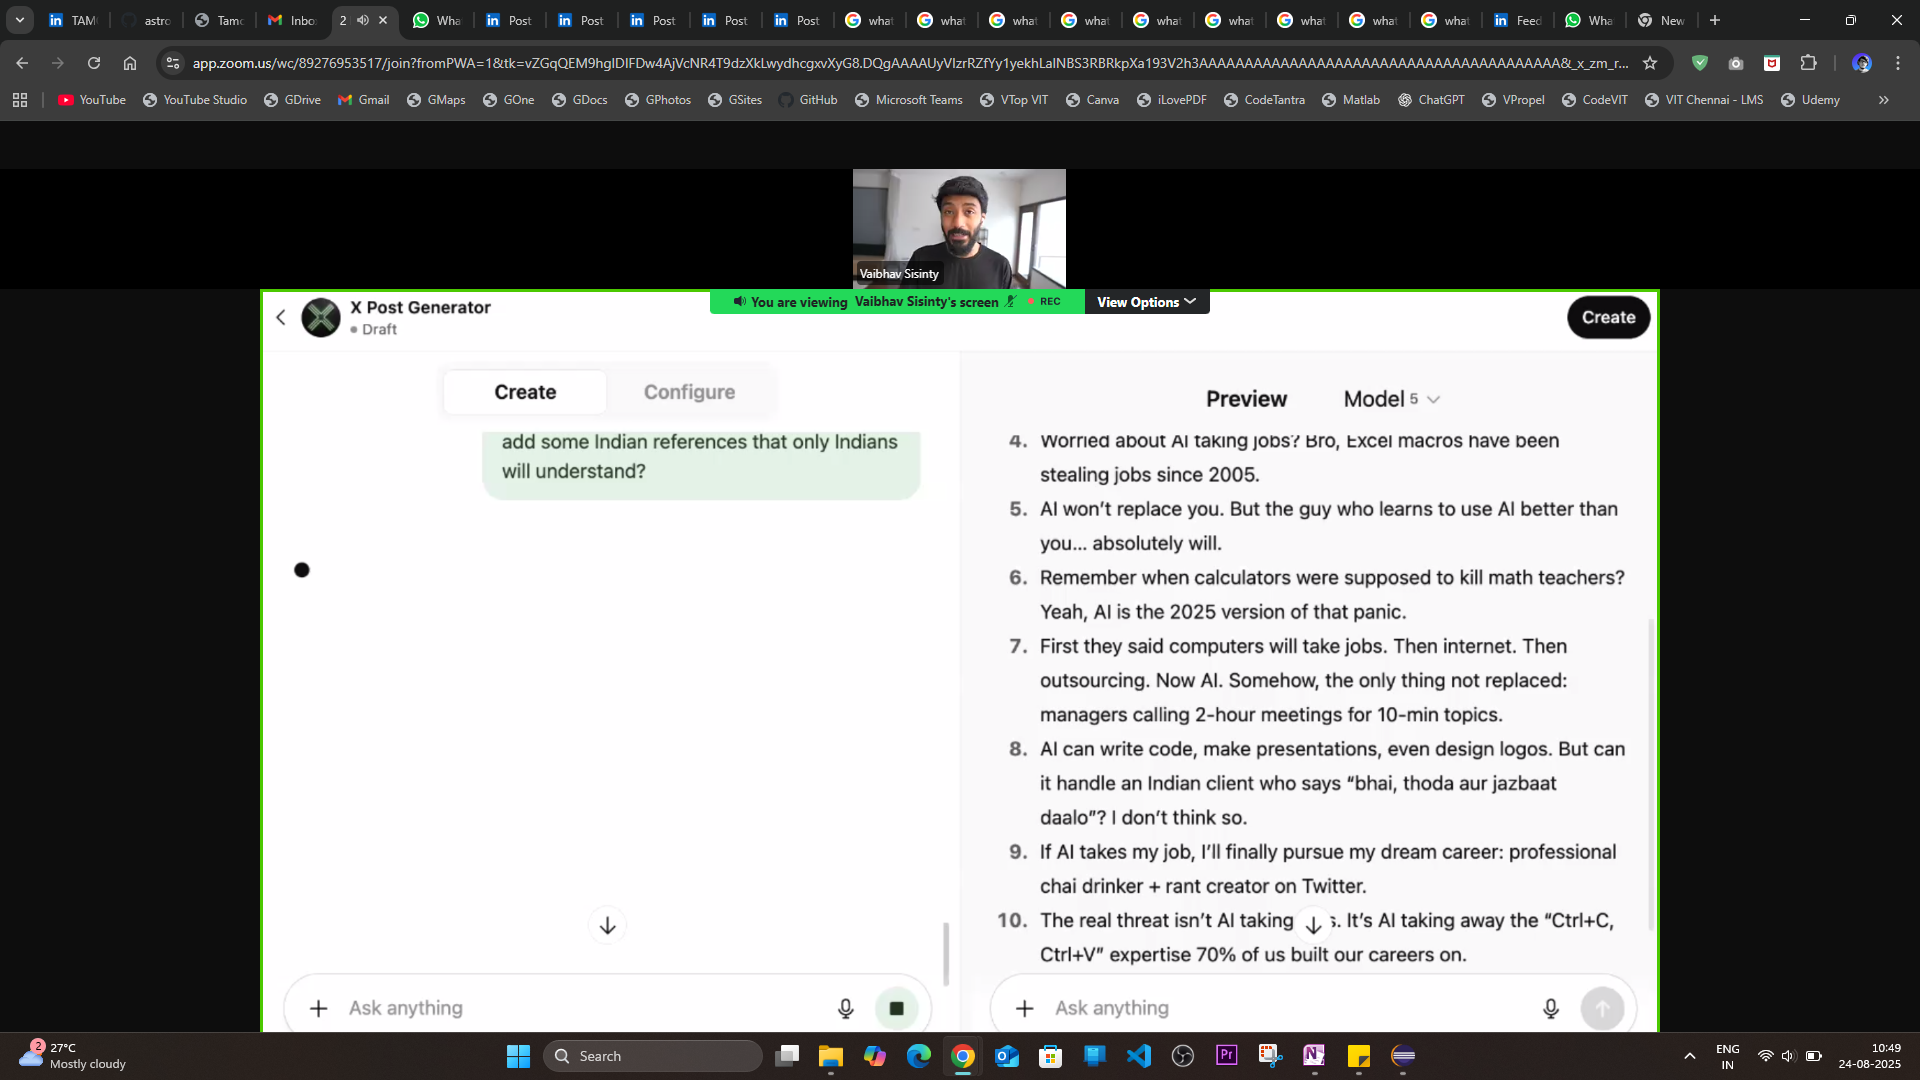 TAM
astro
Tamo
Inbo
2
Wha
Post
Post
Post
Post
Post
what
what
what
what
what
what
what
what
what
Feed
Wha
New
app.zoom.us/wc/89276953517/join?fromPWA=1&tk=
YouTube
YouTube Studio
GDrive
Gmail
GMaps
GOne
GDocs
GPhotos
GSites
GitHub
Microsoft Teams
VTop VIT
Canva
iLovePDF
CodeTantra
Matlab
ChatGPT
VPropel
CodeVIT
VIT Chennai - LMS
Udemy
Vaibhav Sisinty
You are viewing Vaibhav Sisinty's screen REC
View Options
X Post Generator
Draft
Create
Create
Configure
add some Indian references that only Indians
will understand?
Ask anything
Preview
Model 5
4. Worried about AI taking jobs? Bro, Excel macros have been
stealing jobs since 2005.
5. AI won’t replace you. But the guy who learns to use AI better than
you... absolutely will.
6. Remember when calculators were supposed to kill math teachers?
Yeah, AI is the 2025 version of that panic.
7. First they said computers will take jobs. Then internet. Then
outsourcing. Now AI. Somehow, the only thing not replaced:
managers calling 2-hour meetings for 10-min topics.
8. AI can write code, make presentations, even design logos. But can
it handle an Indian client who says “bhai, thoda aur jazbaat
daalo”? I don’t think so.
9. If AI takes my job, I’ll finally pursue my dream career: professional
chai drinker + rant creator on Twitter.
10. The real threat isn’t AI taking s. It’s AI taking away the “Ctrl+C,
Ctrl+V” expertise 70% of us built our careers on.
Ask anything
2
27°C
Mostly cloudy
Search
Pr
ENG
IN
10:49
24-08-2025